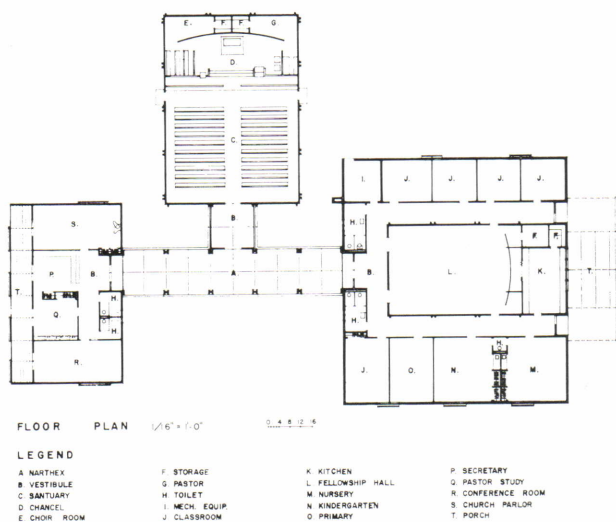 E. F. F. G.
D.
C.
I. J. J. J. J.
S. B. H.
F. F.
P. B. A B. L. K. T.
T.
Q. H. H.
H. H.
R. J. O. N. M.
FLOOR PLAN 1/16" = 1'-0" 0 4 8 12 16
LEGEND
A NARTHEX F STORAGE K KITCHEN P. SECRETARY
B. VESTIBULE G PASTOR L FELLOWSHIP HALL Q. PASTOR STUDY
C. SANTUARY H TOILET M. NURSERY R. CONFERENCE ROOM
D. CHANCEL I. MECH. EQUIP. N KINDERGARTEN S. CHURCH PARLOR
E. CHOIR ROOM J CLASSROOM O PRIMARY T. PORCH